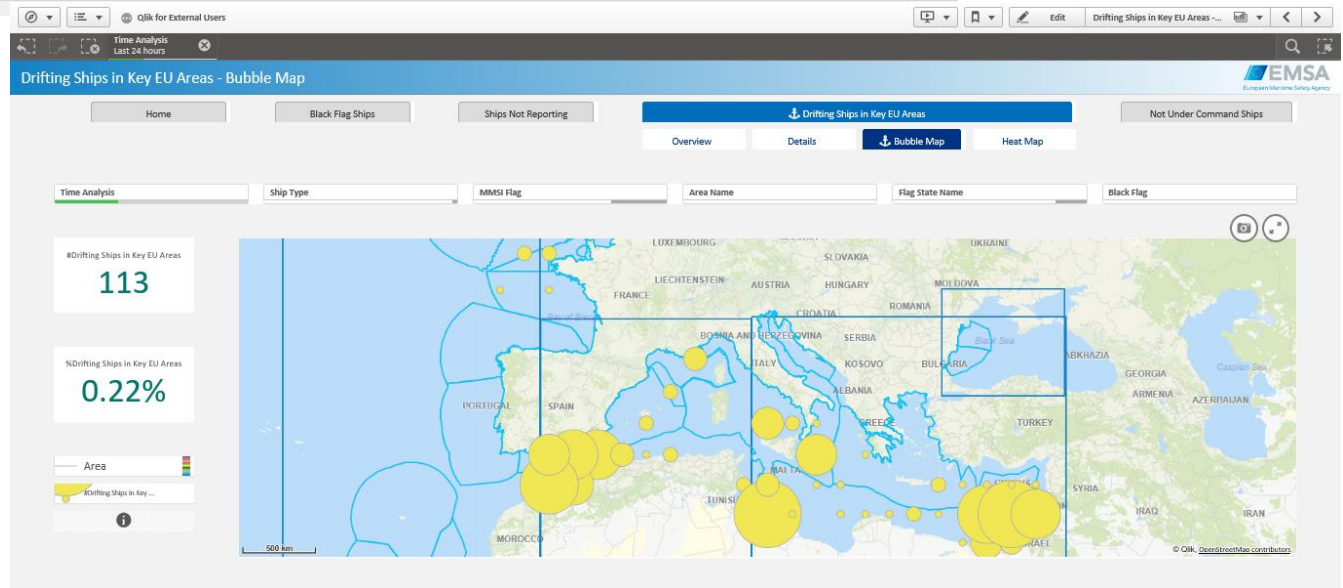 Qlik for External Users
Edit
Drifting Ships in Key EU Areas -...
Time Analysis
Last 24 hours
Drifting Ships in Key EU Areas - Bubble Map
EMSA
European Maritime Safety Agency
Home
Black Flag Ships
Ships Not Reporting
Drifting Ships in Key EU Areas
Not Under Command Ships
Overview
Details
Bubble Map
Heat Map
Time Analysis
Ship Type
MMSI Flag
Area Name
Flag State Name
Black Flag
#Drifting Ships in Key EU Areas
113
%Drifting Ships in Key EU Areas
0.22%
Area
#Drifting Ships in Key ...
LUXEMBOURG
UKRAINE
SLOVAKIA
LIECHTENSTEIN
AUSTRIA
HUNGARY
MOLDOVA
FRANCE
ROMANIA
CROATIA
Bay of
BOSNIA AND HERZEGOVINA
SERBIA
Black Sea
ABKHAZIA
ITALY
KOSOVO
BULGARIA
GEORGIA
Caspian Sea
ALBANIA
ARMENIA
AZERBAIJAN
PORTUGAL
SPAIN
GREECE
TURKEY
MALTA
SYRIA
TUNIS
IRAQ
IRAN
MOROCCO
RAEL
500 km
© Qlik, OpenStreetMap contributors